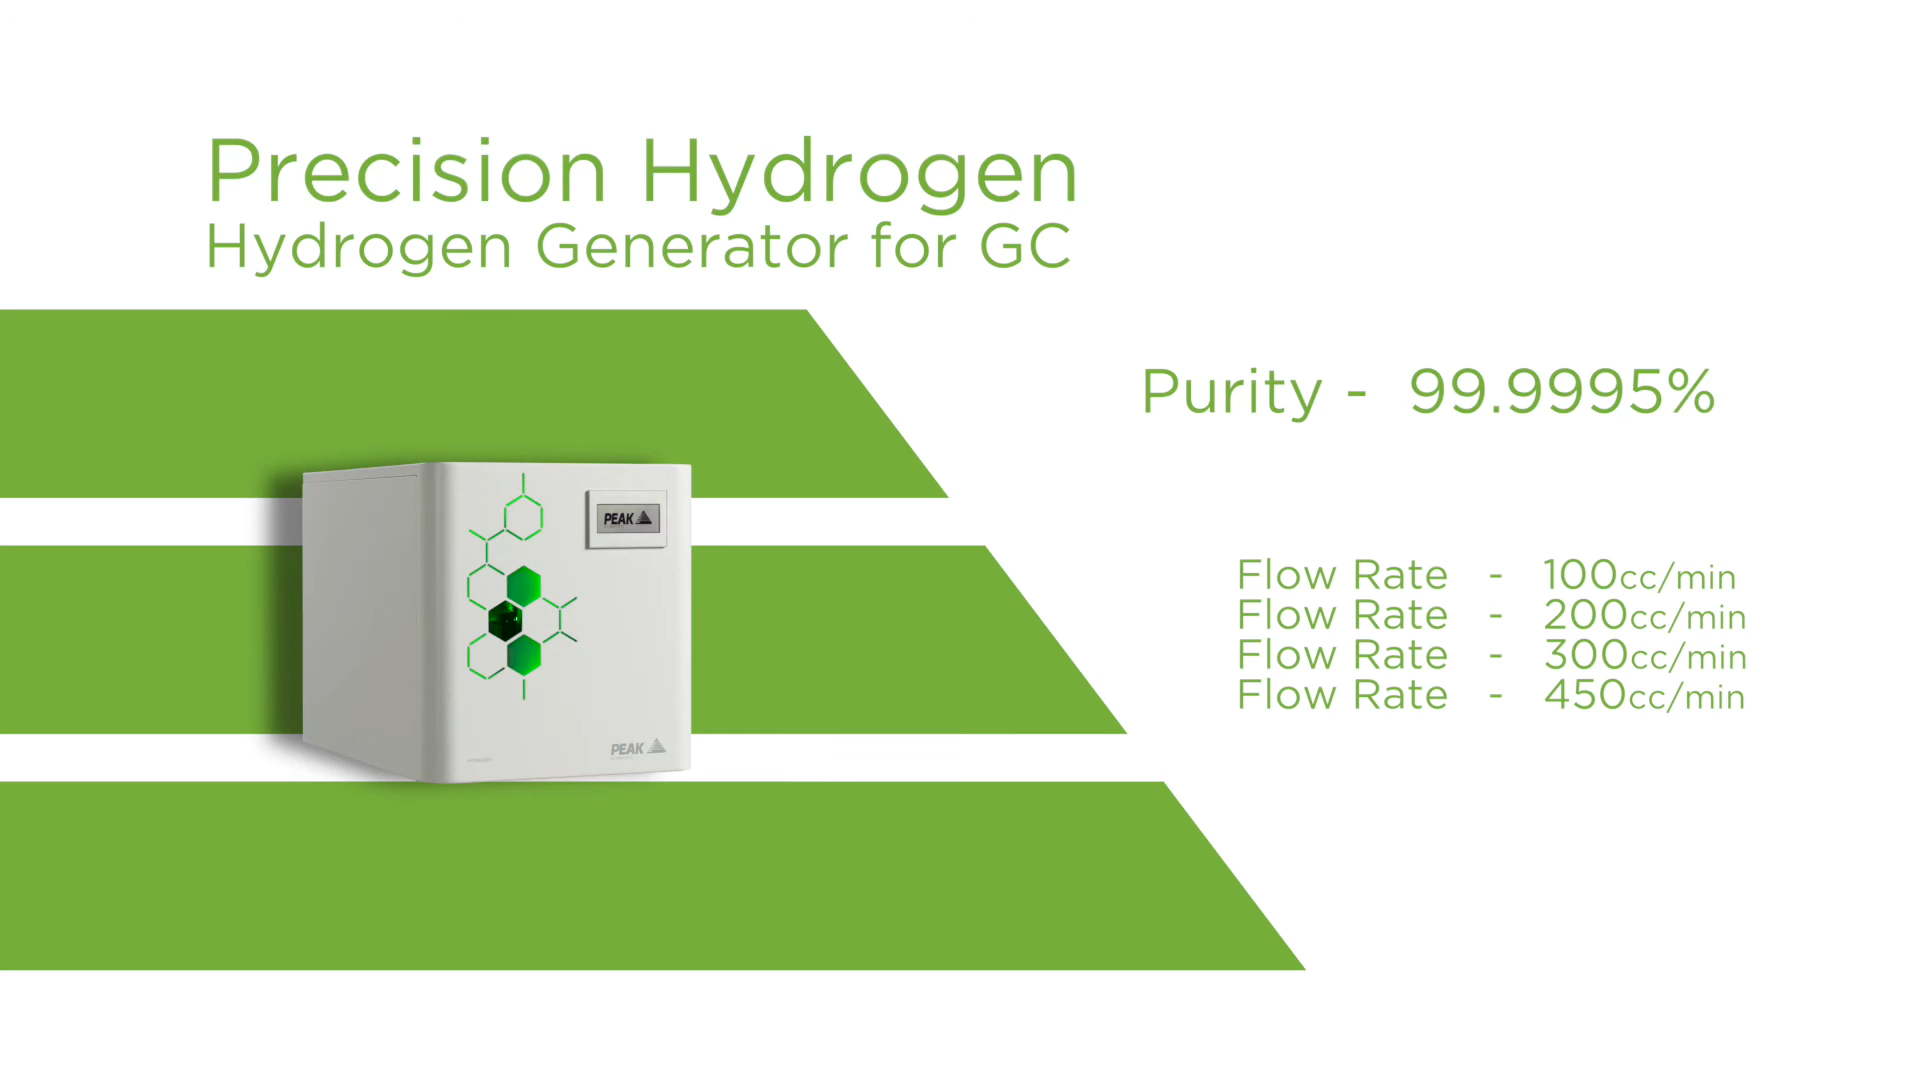 Precision Hydrogen
Hydrogen Generator for GC
Purity - 99.9995%
Flow Rate - 100cc/min
Flow Rate - 200cc/min
Flow Rate - 300cc/min
Flow Rate - 450cc/min
PEAK
PEAK